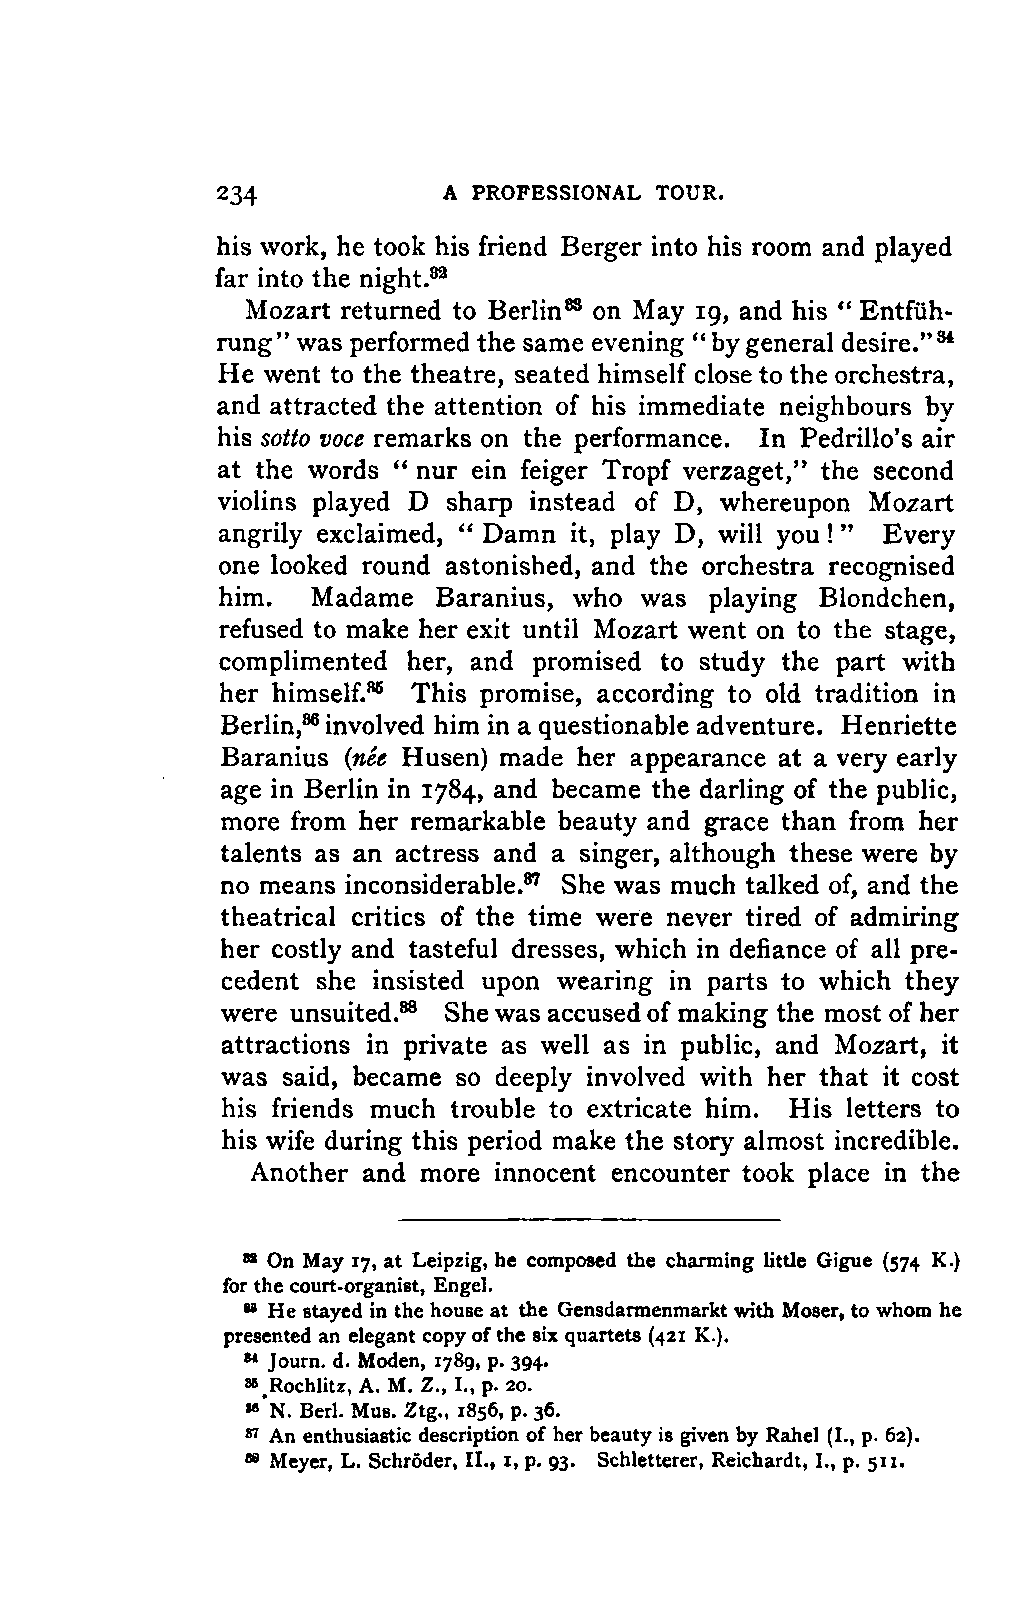 234 A PROFESSIONAL TOUR.
his work, he took his friend Berger into his room and played
far into the night.³²
Mozart returned to Berlin³³ on May 19, and his “ Entfüh-
rung” was performed the same evening “ by general desire.”³⁴
He went to the theatre, seated himself close to the orchestra,
and attracted the attention of his immediate neighbours by
his sotto voce remarks on the performance. In Pedrillo’s air
at the words “ nur ein feiger Tropf verzaget,” the second
violins played D sharp instead of D, whereupon Mozart
angrily exclaimed, “ Damn it, play D, will you! ” Every
one looked round astonished, and the orchestra recognised
him. Madame Baranius, who was playing Blondchen,
refused to make her exit until Mozart went on to the stage,
complimented her, and promised to study the part with
her himself.³⁵ This promise, according to old tradition in
Berlin,³⁶ involved him in a questionable adventure. Henriette
Baranius (née Husen) made her appearance at a very early
age in Berlin in 1784, and became the darling of the public,
more from her remarkable beauty and grace than from her
talents as an actress and a singer, although these were by
no means inconsiderable.³⁷ She was much talked of, and the
theatrical critics of the time were never tired of admiring
her costly and tasteful dresses, which in defiance of all pre-
cedent she insisted upon wearing in parts to which they
were unsuited.³⁸ She was accused of making the most of her
attractions in private as well as in public, and Mozart, it
was said, became so deeply involved with her that it cost
his friends much trouble to extricate him. His letters to
his wife during this period make the story almost incredible.
Another and more innocent encounter took place in the
³² On May 17, at Leipzig, he composed the charming little Gigue (574 K.)
for the court-organist, Engel.
³³ He stayed in the house at the Gensdarmenmarkt with Moser, to whom he
presented an elegant copy of the six quartets (421 K.).
³⁴ Journ. d. Moden, 1789, p. 394.
³⁵ Rochlitz, A. M. Z., I., p. 20.
³⁶ N. Berl. Mus. Ztg., 1856, p. 36.
³⁷ An enthusiastic description of her beauty is given by Rahel (I., p. 62).
³⁸ Meyer, L. Schröder, II., 1, p. 93. Schletterer, Reichardt, I., p. 511.